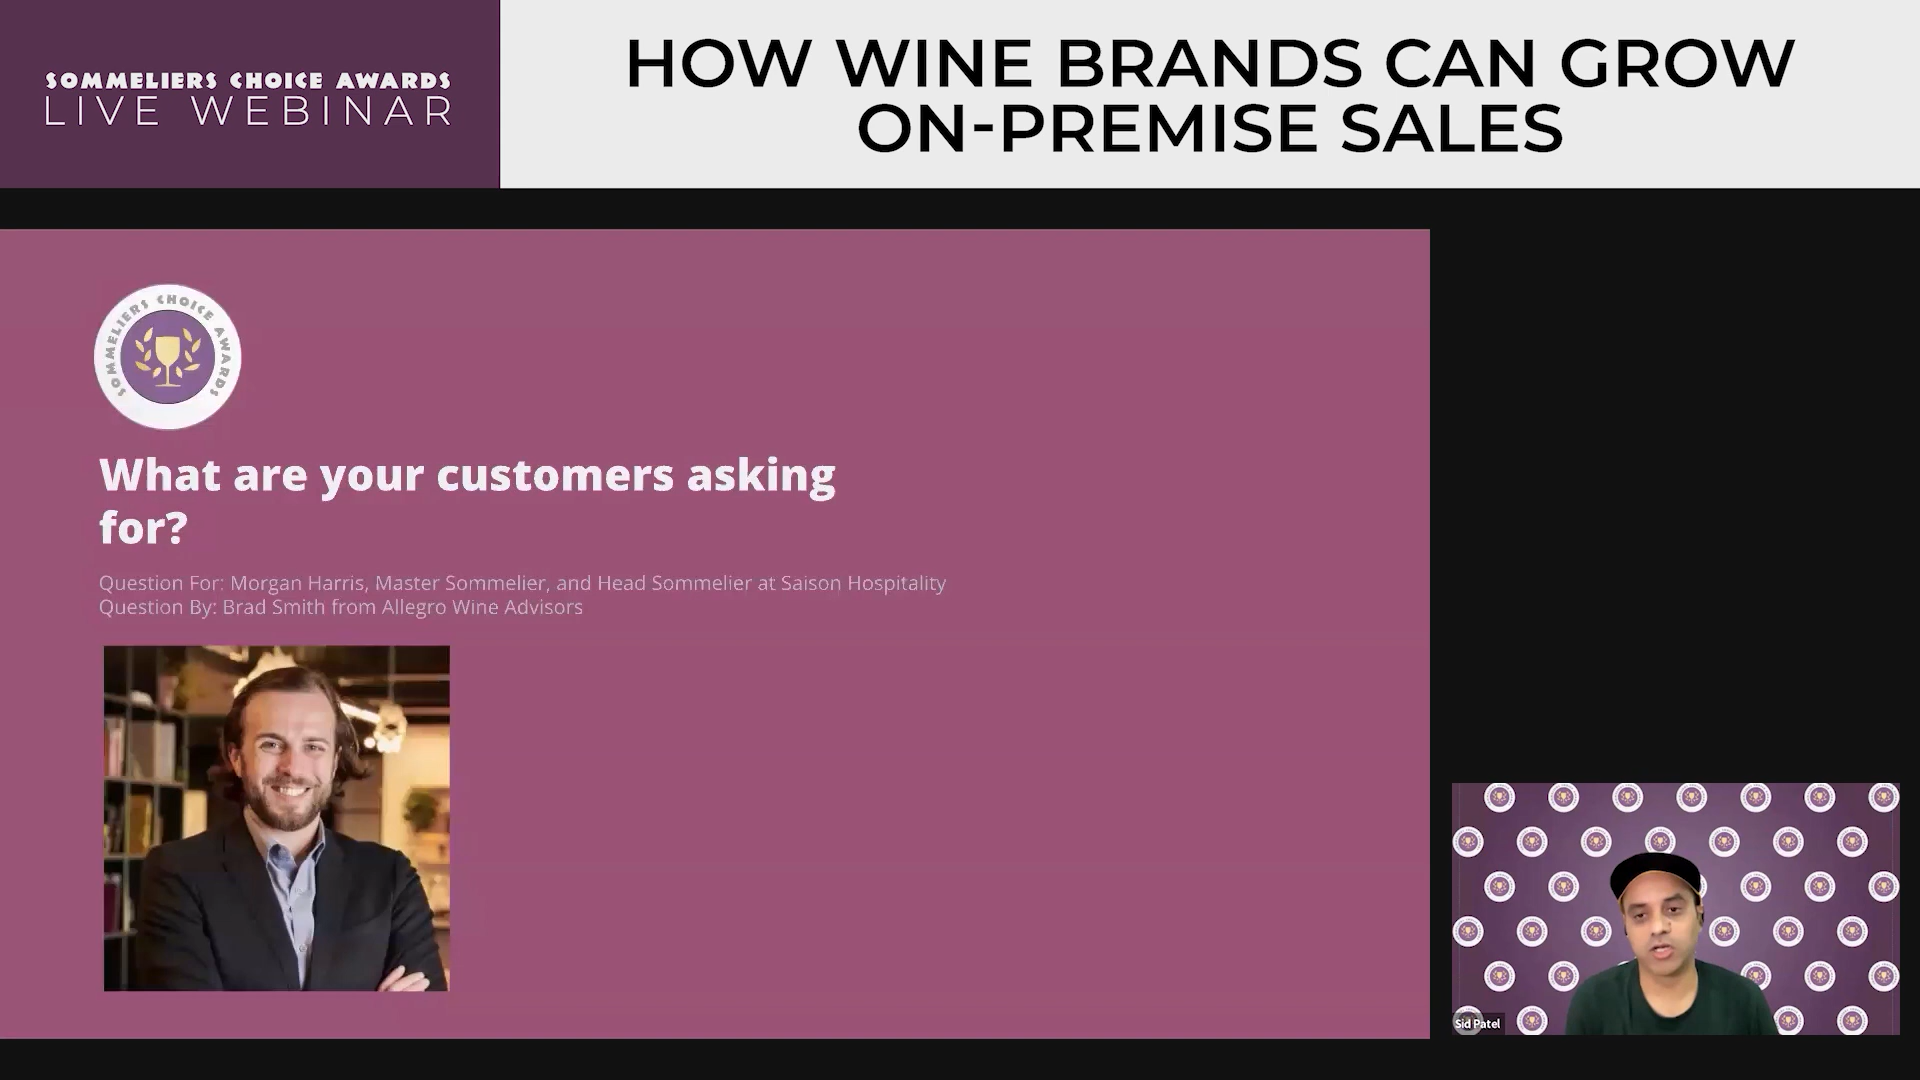 SOMMELIERS CHOICE AWARDS
LIVE WEBINAR
HOW WINE BRANDS CAN GROW
ON-PREMISE SALES
SOMMELIERS CHOICE AWARDS
What are your customers asking
for?
Question For: Morgan Harris, Master Sommelier, and Head Sommelier at Saison Hospitality
Question By: Brad Smith from Allegro Wine Advisors
Sid Patel